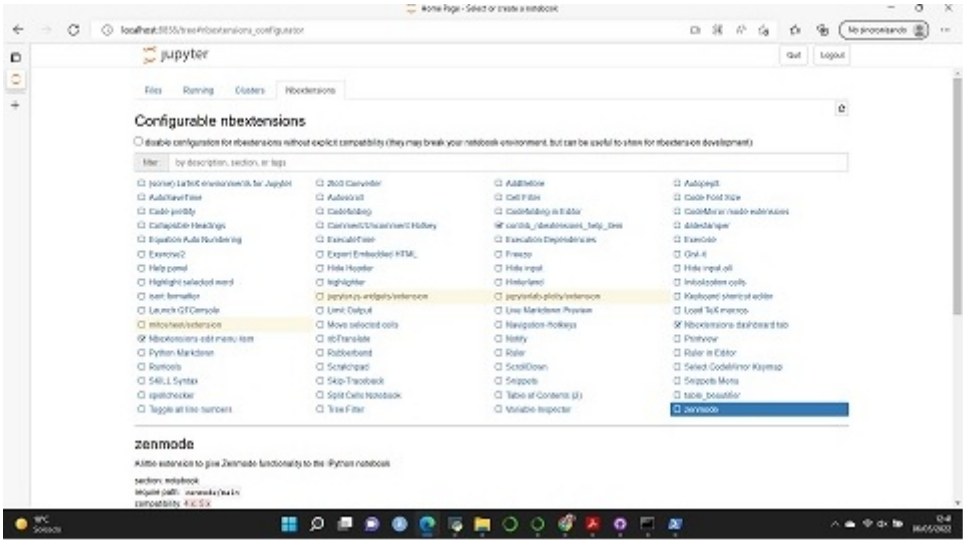 Home Page - Select or create a notebook
localhost:8888/tree#nbextensions_configurator
No sincronizando
jupyter
Quit Logout
Files Running Clusters Nbextensions
Configurable nbextensions
disable configuration for nbextensions without explicit compatibility (they may break your notebook environment, but can be useful to show for nbextension development)
filter: by description, section, or tags
(some) LaTeX environments for Jupyter 2to3 Converter AddBefore Autopep8
AutoSaveTime Autoscroll Cell Filter Code Font Size
Code prettify Codefolding Codefolding in Editor CodeMirror mode extensions
Collapsible Headings Comment/Uncomment Hotkey contrib_nbextensions_help_item datestamper
Equation Auto Numbering ExecuteTime Execution Dependencies Exercise
Exercise2 Export Embedded HTML Freeze Gist-it
Help panel Hide Header Hide input Hide input all
Highlight selected word highlighter Hinterland Initialization cells
isort formatter jupyter-js-widgets/extension jupyterlab-plotly/extension Keyboard shortcut editor
Launch QTConsole Limit Output Live Markdown Preview Load TeX macros
mitosheet/extension Move selected cells Navigation-Hotkeys Nbextensions dashboard tab
Nbextensions edit menu item nbTranslate Notify Printview
Python Markdown Rubberband Ruler Ruler in Editor
Runtools Scratchpad ScrollDown Select CodeMirror Keymap
SKILL Syntax Skip-Traceback Snippets Snippets Menu
spellchecker Split Cells Notebook Table of Contents (2) table_beautifier
Toggle all line numbers Tree Filter Variable Inspector zenmode
zenmode
A little extension to give Zenmode functionality to the IPython notebook
section: notebook
require path: zenmode/main
compatibility: 4.x 5.x
Soleado